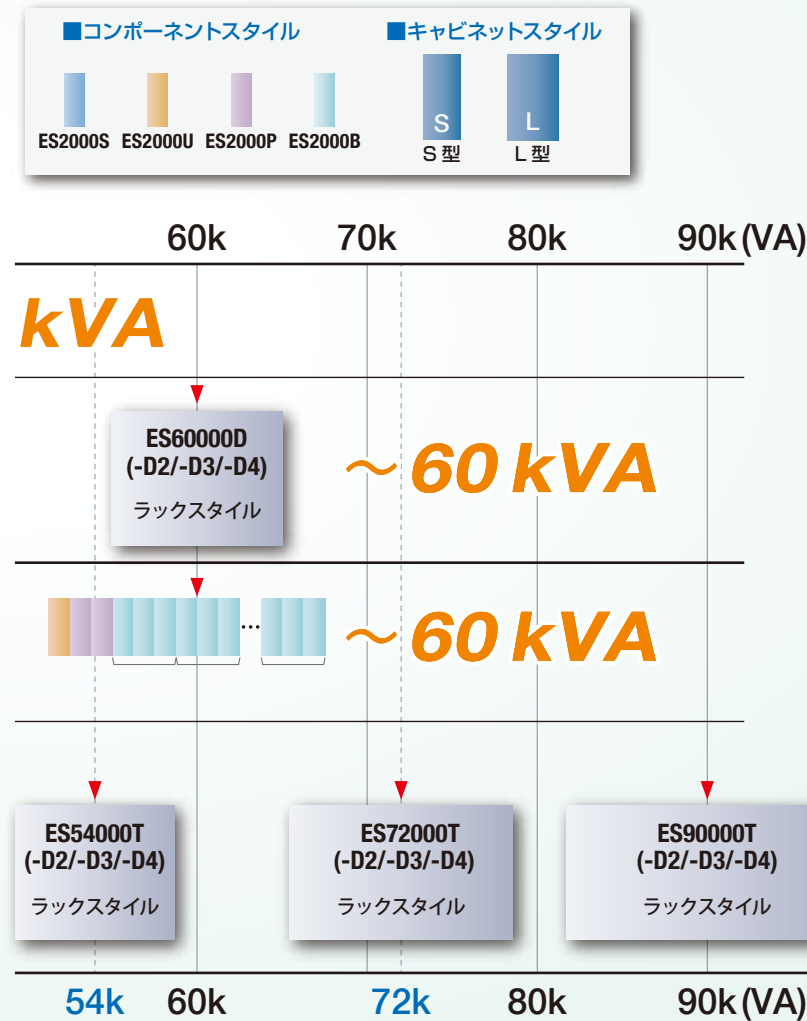 ■コンポーネントスタイル ■キャビネットスタイル
S L
ES2000S ES2000U ES2000P ES2000B S型 L型
60k 70k 80k 90k (VA)
kVA
ES60000D
(-D2/-D3/-D4)
ラックスタイル
～60 kVA
…
～60 kVA
ES54000T
(-D2/-D3/-D4)
ラックスタイル
ES72000T
(-D2/-D3/-D4)
ラックスタイル
ES90000T
(-D2/-D3/-D4)
ラックスタイル
54k 60k 72k 80k 90k (VA)